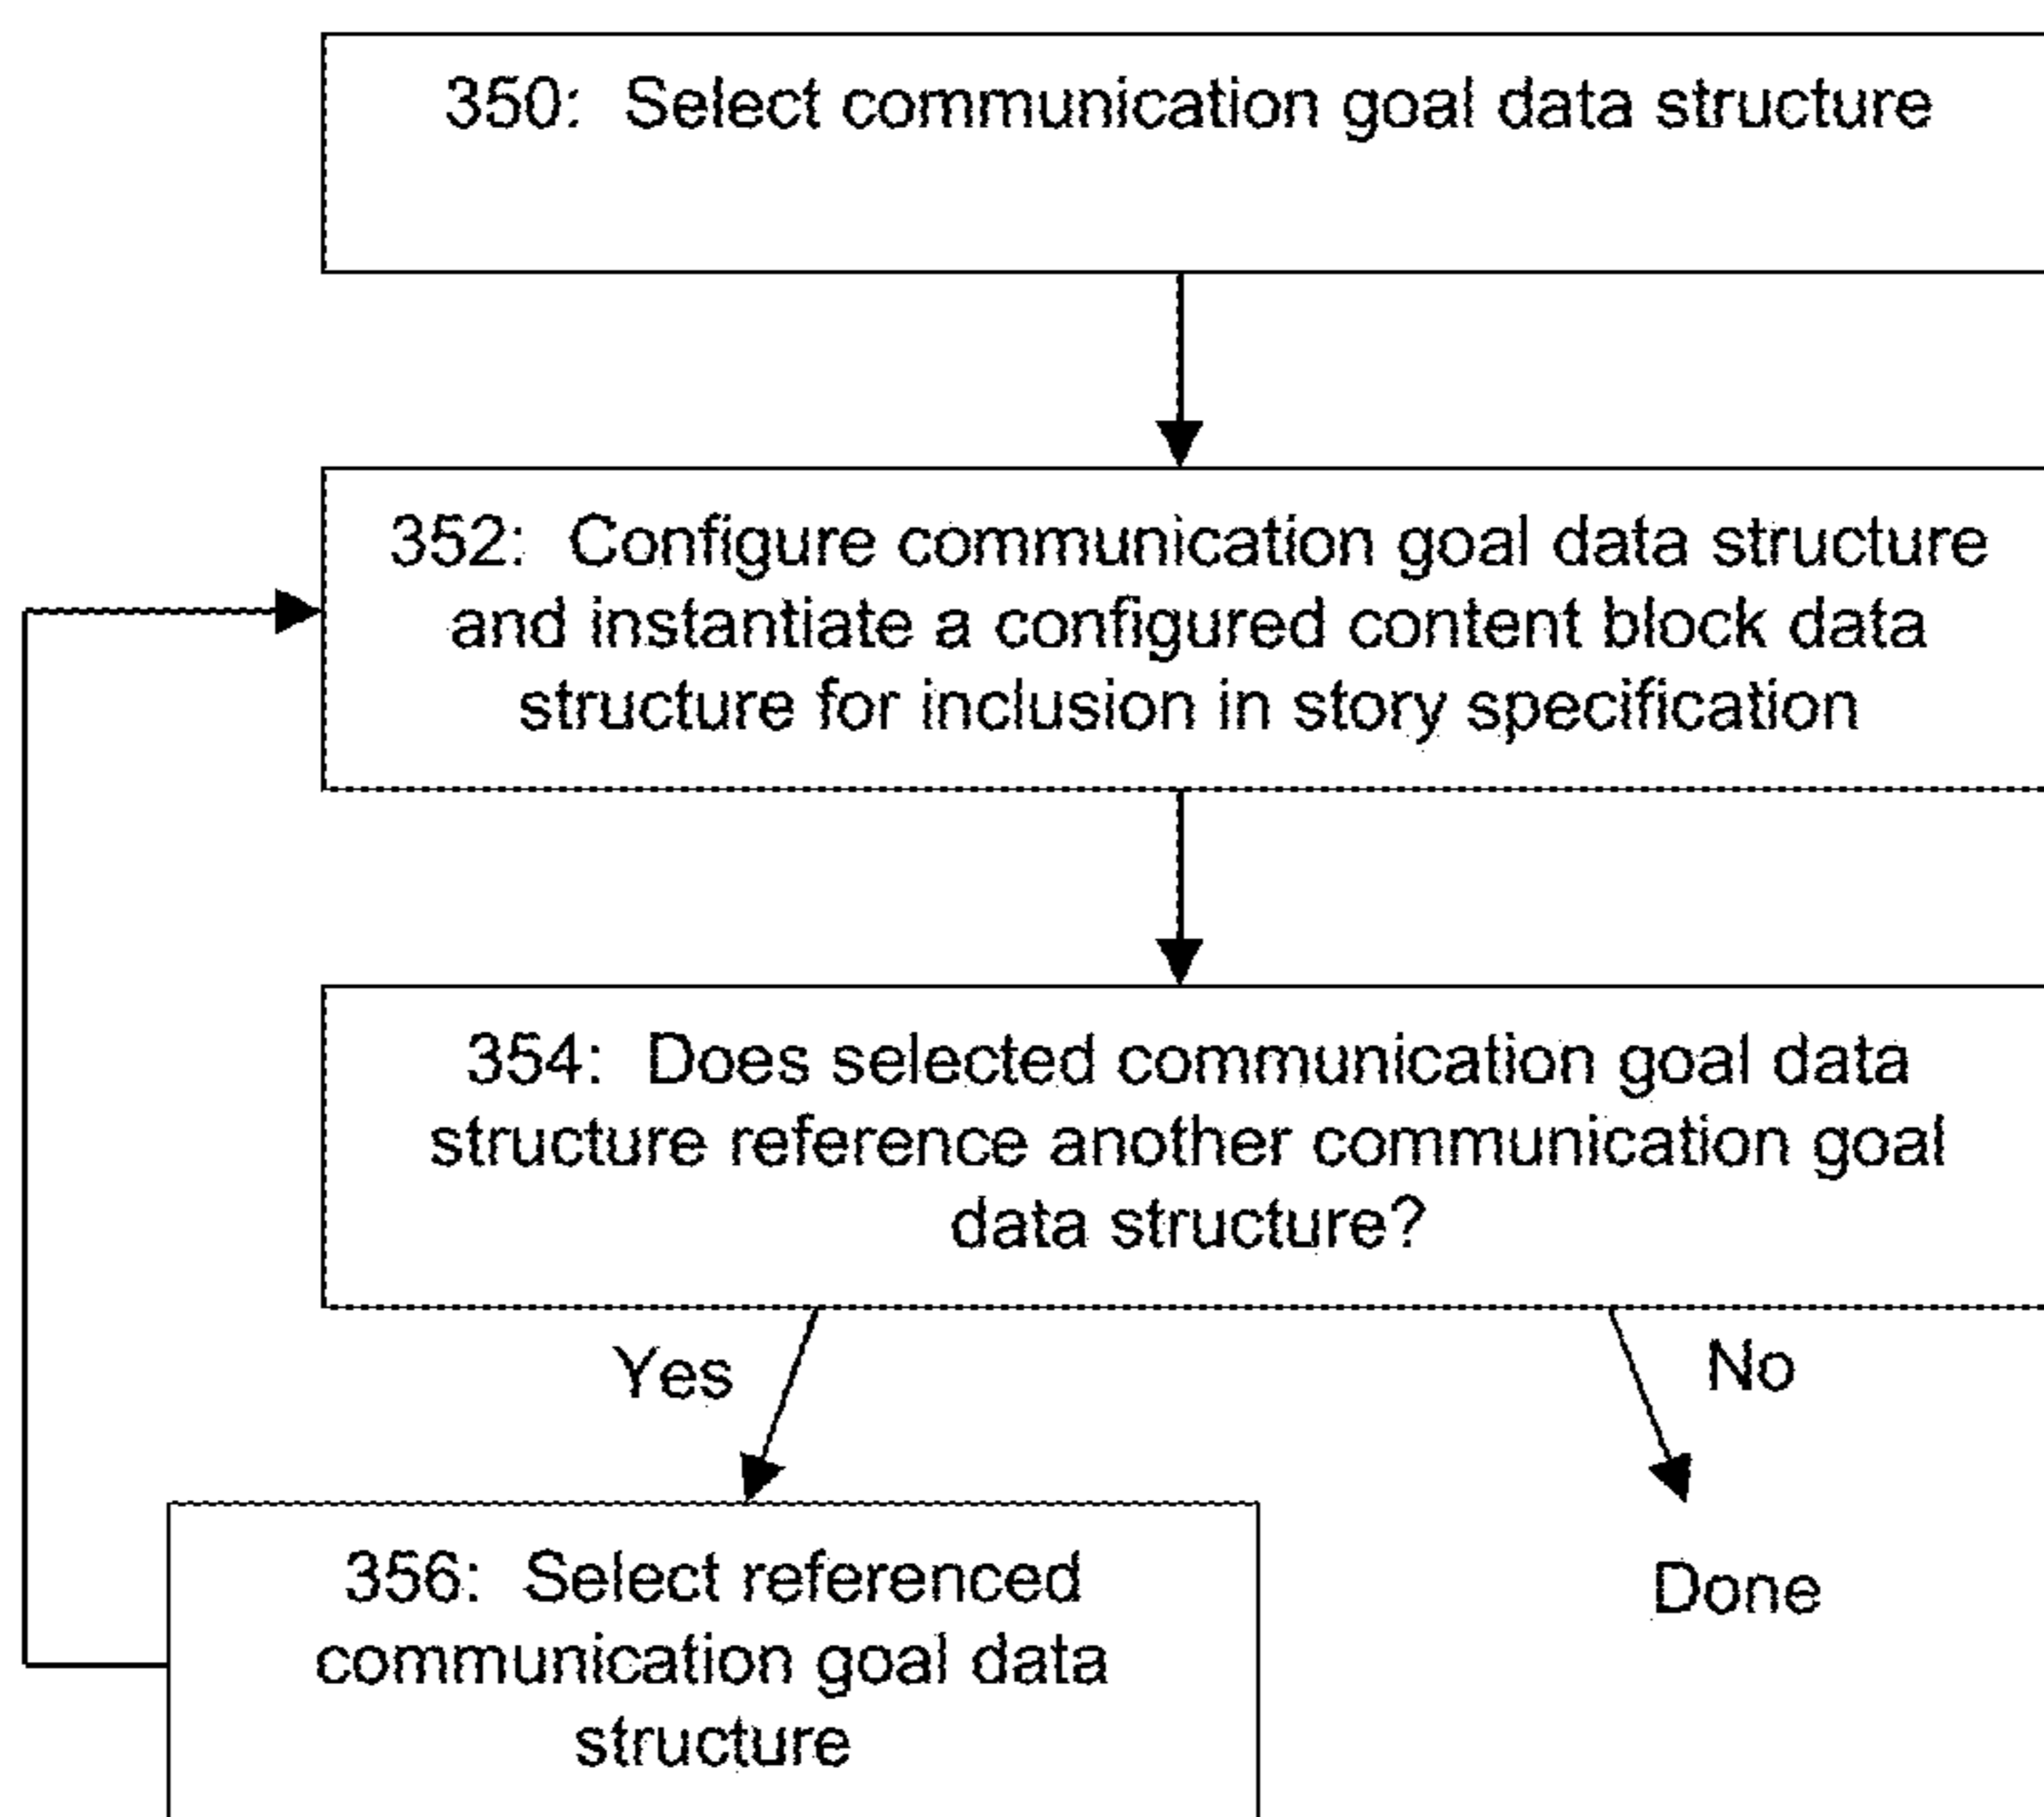 350: Select communication goal data structure
352: Configure communication goal data structure
and instantiate a configured content block data
structure for inclusion in story specification
354: Does selected communication goal data
structure reference another communication goal
data structure?
Yes
No
356: Select referenced
communication goal data
structure
Done